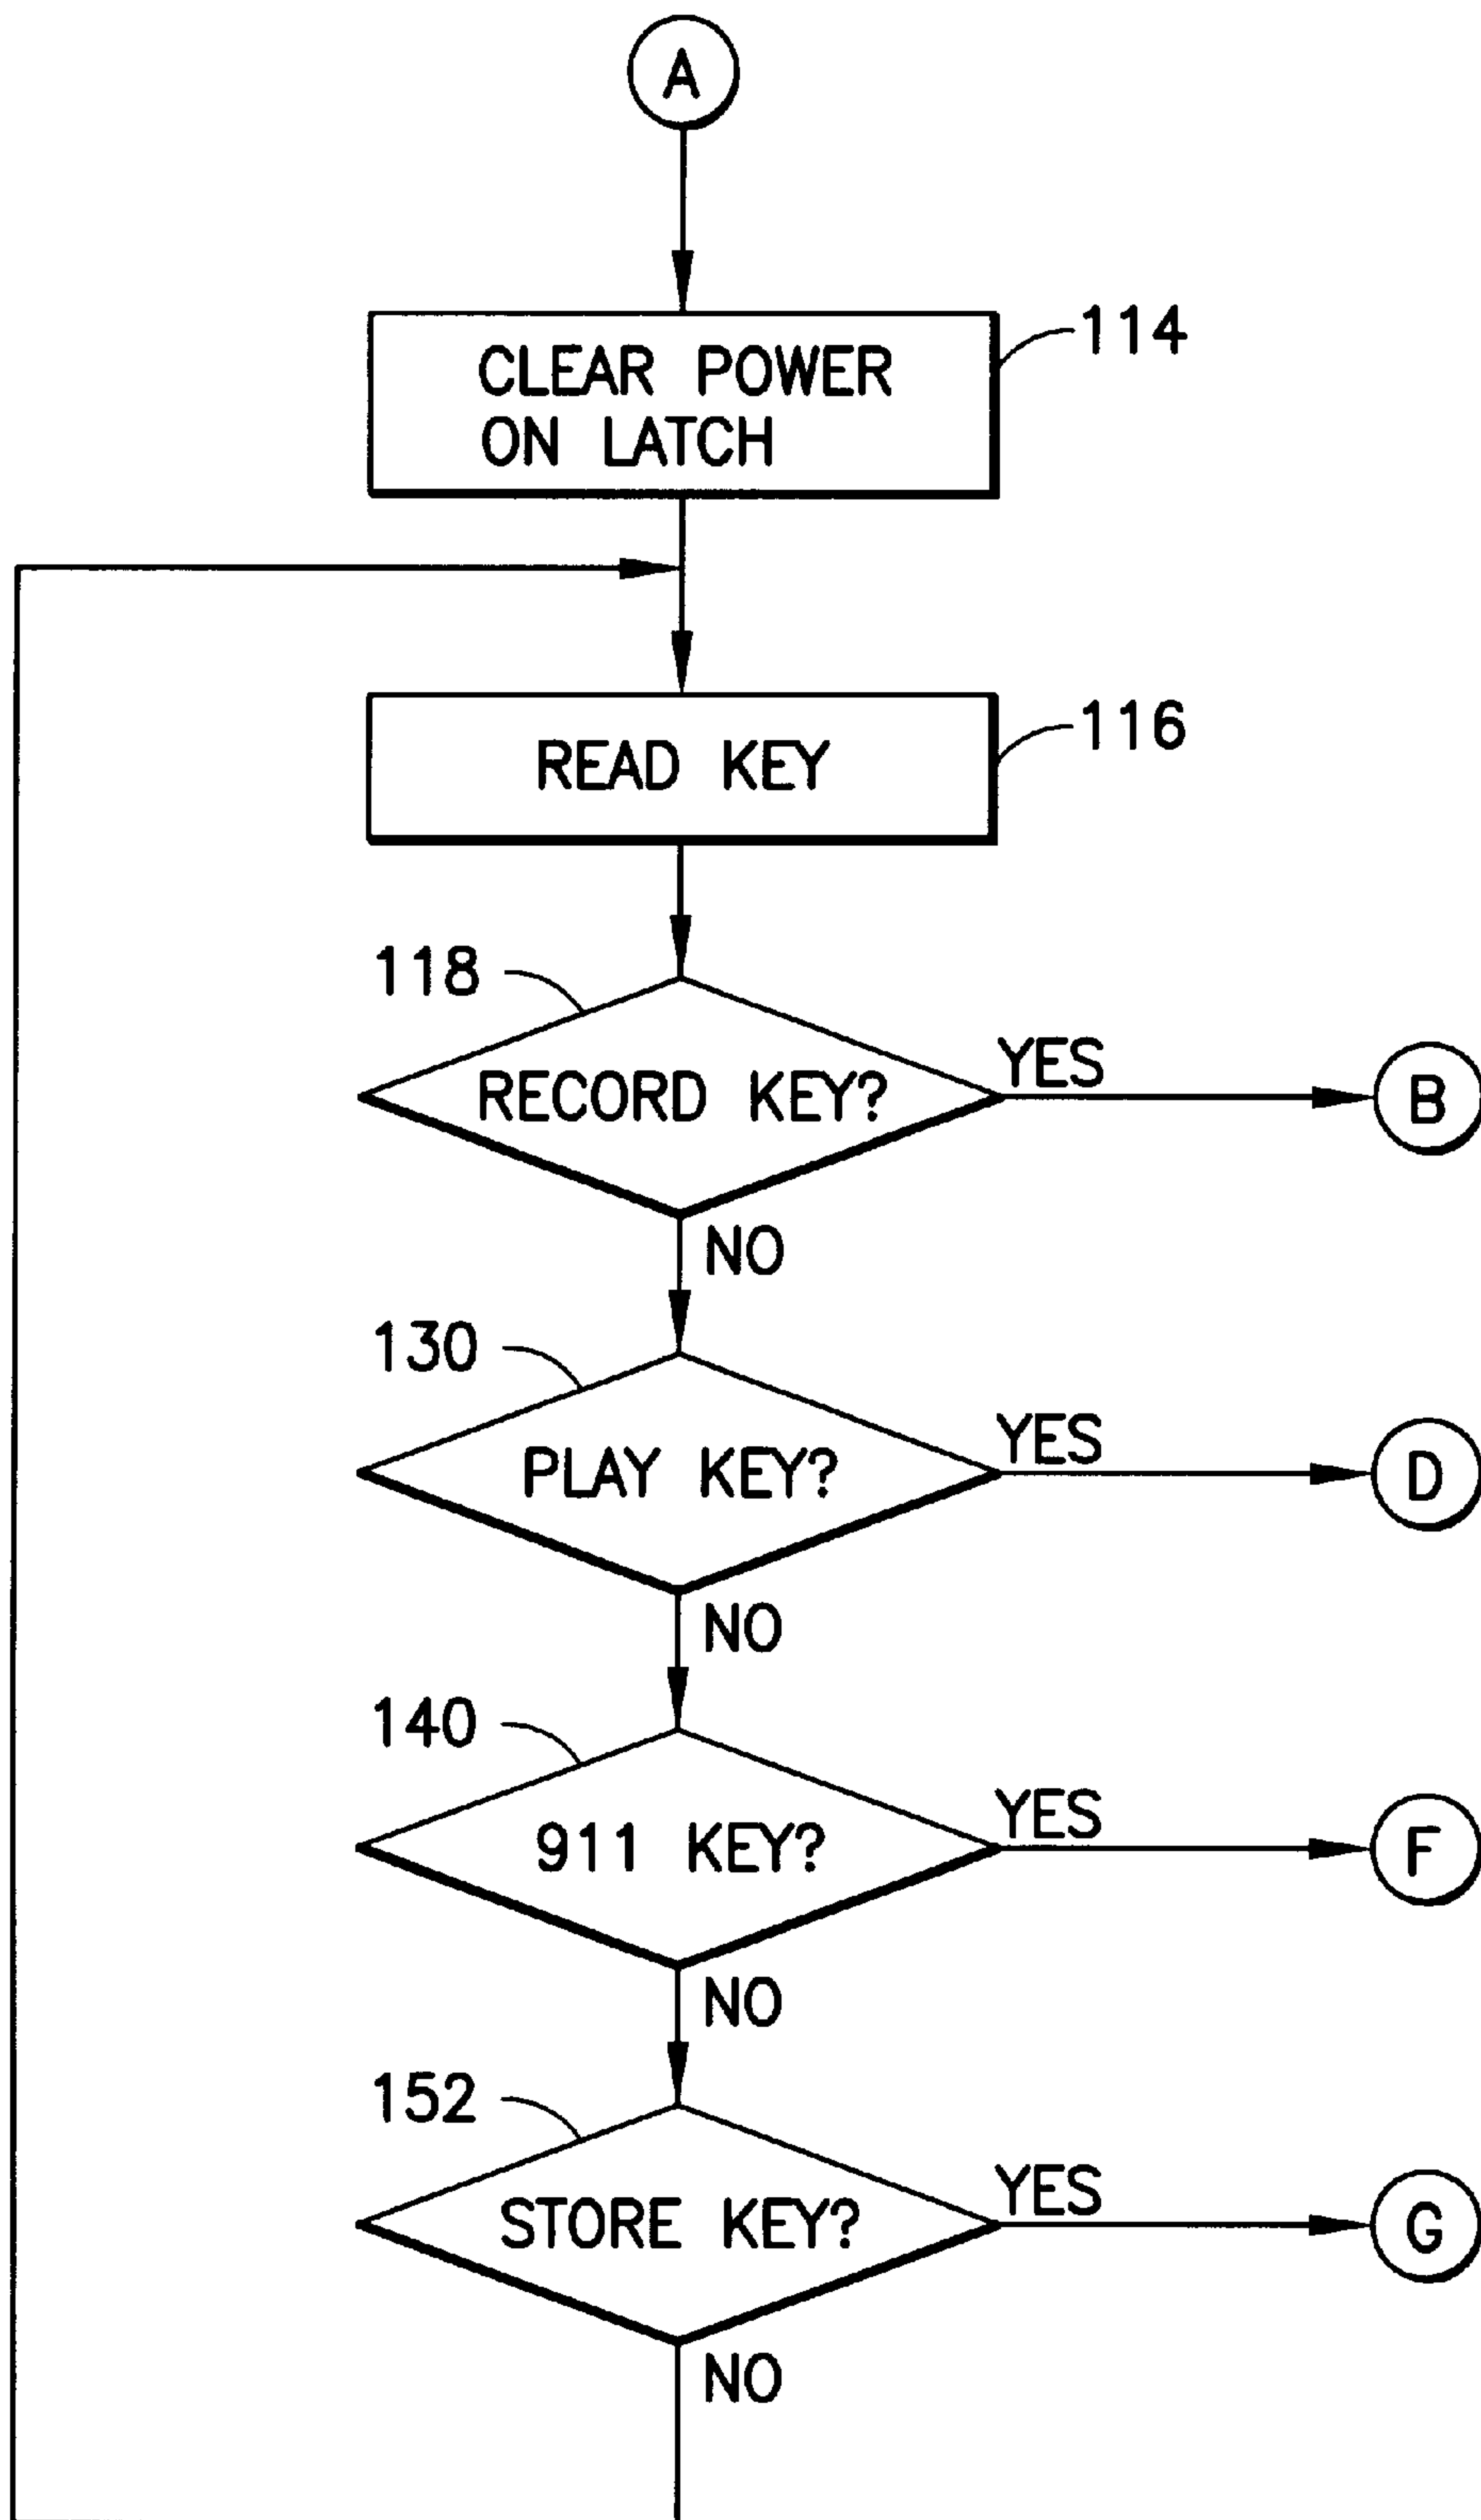 A
CLEAR POWER
ON LATCH
114
READ KEY
116
118
RECORD KEY?
YES
B
NO
130
PLAY KEY?
YES
D
NO
140
911 KEY?
YES
F
NO
152
STORE KEY?
YES
G
NO